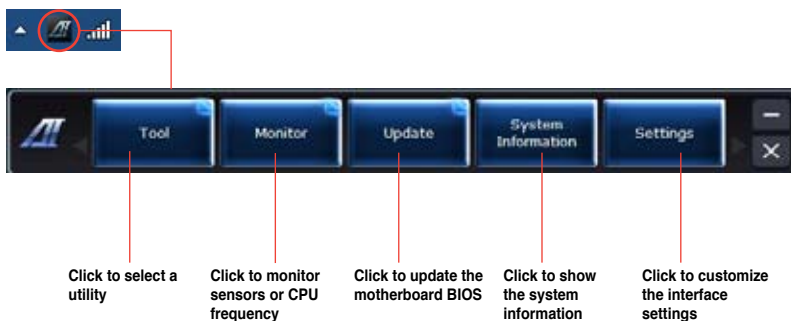 Tool
Monitor
Update
System
Information
Settings
Click to select a
utility
Click to monitor
sensors or CPU
frequency
Click to update the
motherboard BIOS
Click to show
the system
information
Click to customize
the interface
settings